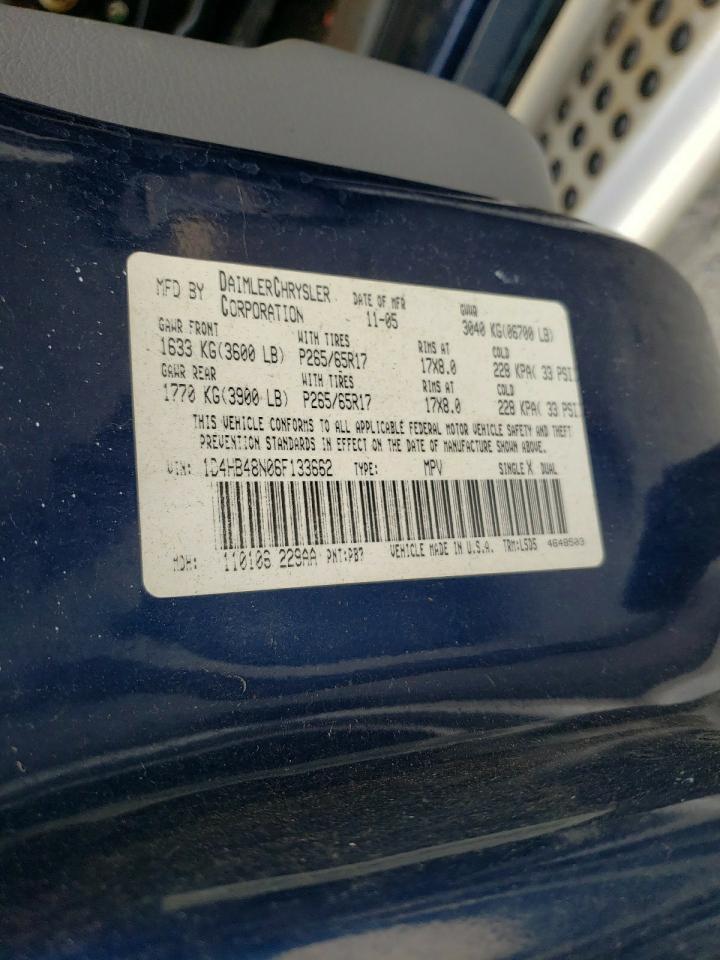 MFD BY DAIMLERCHRYSLER CORPORATION DATE OF MFR 11-05 GVWR 3040 KG(06700 LB)
GAWR FRONT WITH TIRES RIMS AT COLD
1633 KG(3600 LB) P265/65R17 17X8.0 228 KPA( 33 PSI
GAWR REAR WITH TIRES RIMS AT COLD
1770 KG(3900 LB) P265/65R17 17X8.0 228 KPA( 33 PSI
THIS VEHICLE CONFORMS TO ALL APPLICABLE FEDERAL MOTOR VEHICLE SAFETY AND THEFT
PREVENTION STANDARDS IN EFFECT ON THE DATE OF MANUFACTURE SHOWN ABOVE.
VIN: 1D4HB48N06F133662 TYPE: MPV SINGLE X DUAL
MDH: 110106 229AA PNT:PB7 VEHICLE MADE IN U.S.A. TRM:L5D5 4648503